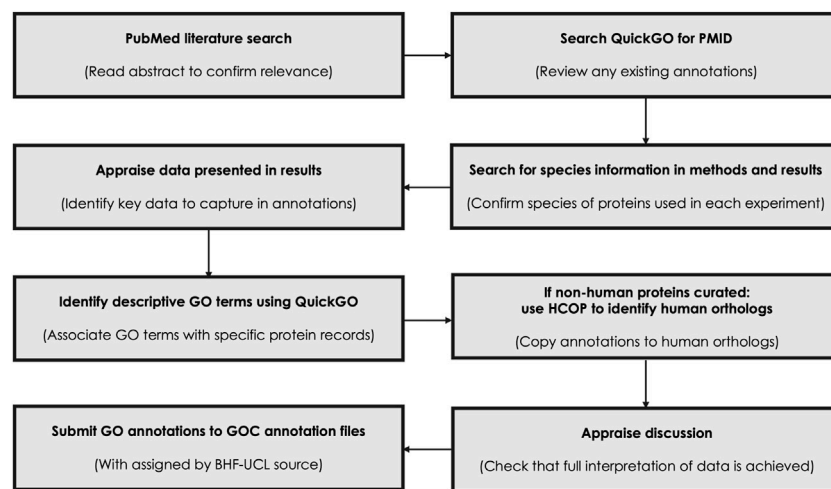 PubMed literature search
(Read abstract to confirm relevance)
Search QuickGO for PMID
(Review any existing annotations)
Search for species information in methods and results
(Confirm species of proteins used in each experiment)
Appraise data presented in results
(Identify key data to capture in annotations)
Identify descriptive GO terms using QuickGO
(Associate GO terms with specific protein records)
If non-human proteins curated:
use HCOP to identify human orthologs
(Copy annotations to human orthologs)
Appraise discussion
(Check that full interpretation of data is achieved)
Submit GO annotations to GOC annotation files
(With assigned by BHF-UCL source)